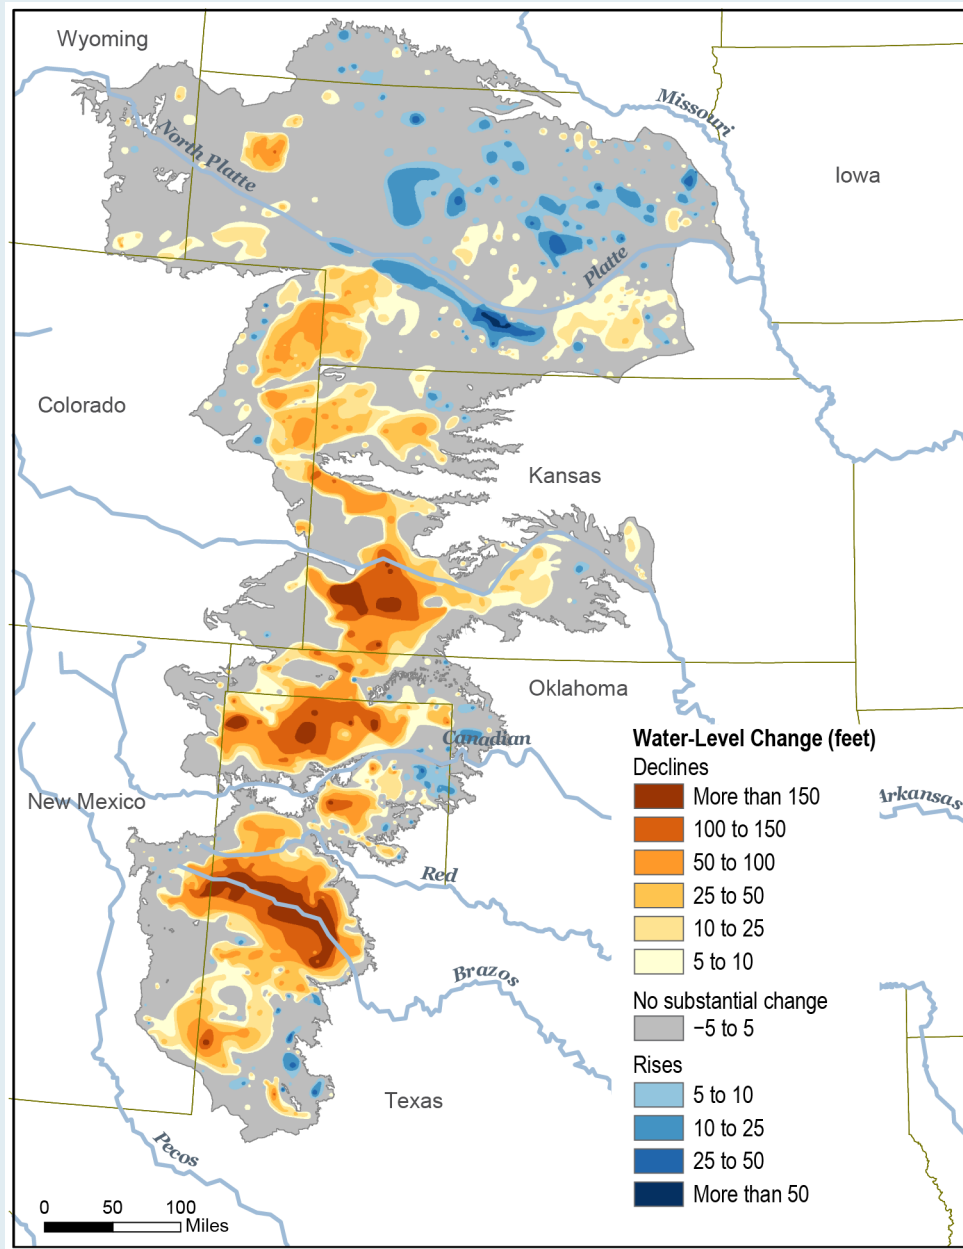 Wyoming
Missouri
North Platte
Iowa
Platte
Colorado
Kansas
Oklahoma
Canadian
New Mexico
Arkansas
Red
Brazos
Texas
Pecos
Water-Level Change (feet)
Declines
More than 150
100 to 150
50 to 100
25 to 50
10 to 25
5 to 10
No substantial change
−5 to 5
Rises
5 to 10
10 to 25
25 to 50
More than 50
0 50 100
Miles